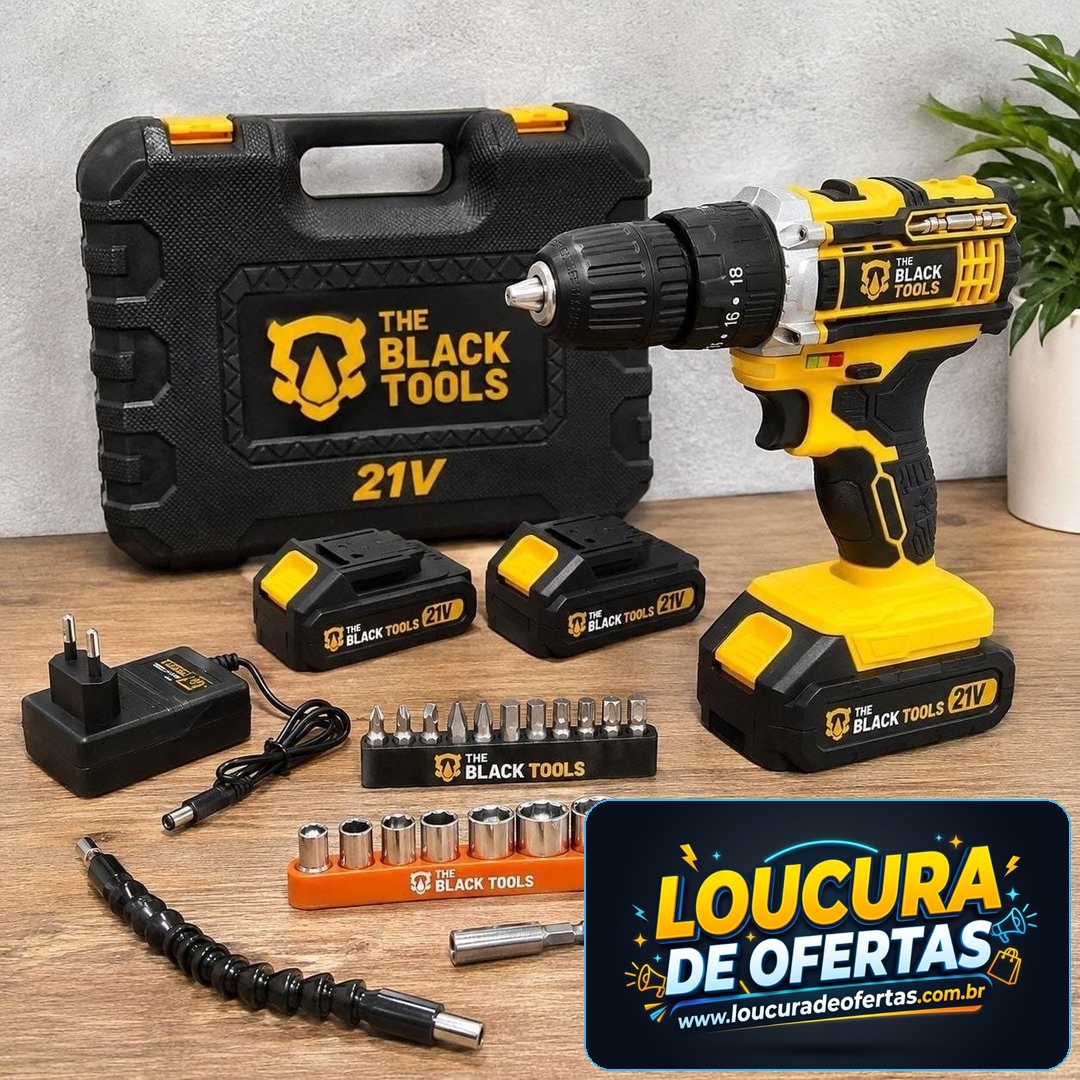 THE
BLACK
TOOLS
21V
THE
BLACK
TOOLS
18
16
THE
BLACK TOOLS 21V
THE
BLACK TOOLS 21V
THE
BLACK TOOLS 21V
THE
BLACK TOOLS
THE
BLACK TOOLS
LOUCURA
DE OFERTAS
www.loucuradeofertas.com.br